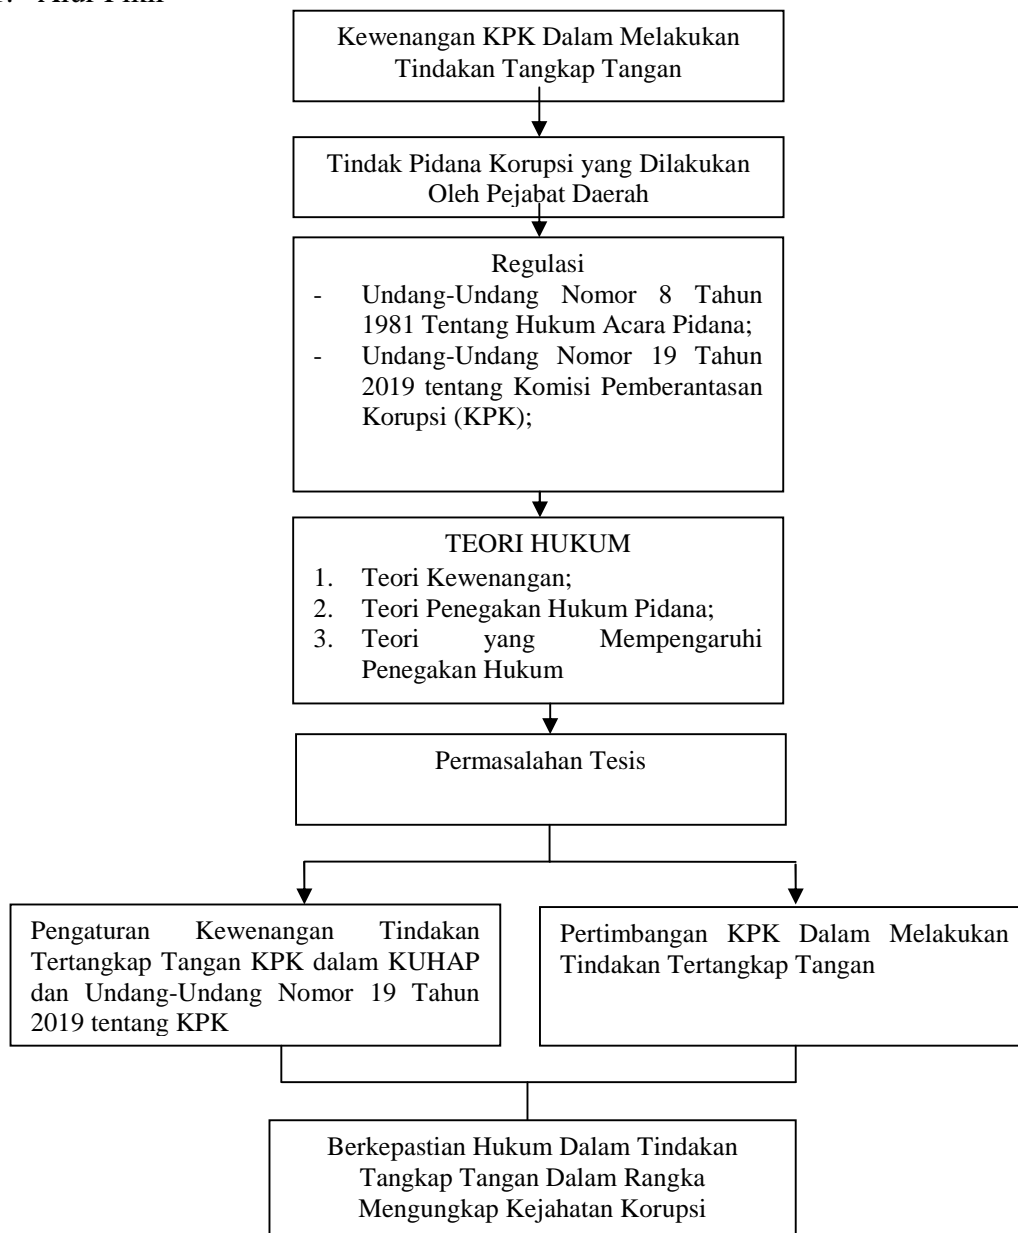 Kewenangan KPK Dalam Melakukan
Tindakan Tangkap Tangan
Tindak Pidana Korupsi yang Dilakukan
Oleh Pejabat Daerah
Regulasi
- Undang-Undang Nomor 8 Tahun
1981 Tentang Hukum Acara Pidana;
- Undang-Undang Nomor 19 Tahun
2019 tentang Komisi Pemberantasan
Korupsi (KPK);
TEORI HUKUM
1. Teori Kewenangan;
2. Teori Penegakan Hukum Pidana;
3. Teori yang Mempengaruhi
Penegakan Hukum
Permasalahan Tesis
Pengaturan Kewenangan Tindakan
Tertangkap Tangan KPK dalam KUHAP
dan Undang-Undang Nomor 19 Tahun
2019 tentang KPK
Pertimbangan KPK Dalam Melakukan
Tindakan Tertangkap Tangan
Berkepastian Hukum Dalam Tindakan
Tangkap Tangan Dalam Rangka
Mengungkap Kejahatan Korupsi